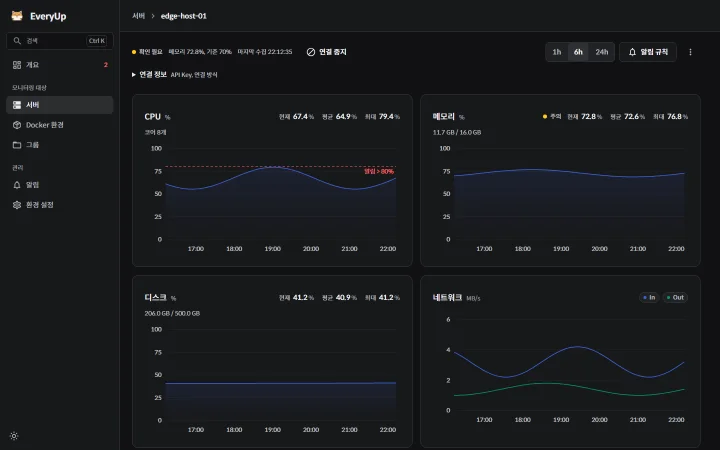 EveryUp
검색 Ctrl K
개요 2
모니터링 대상
서버
Docker 환경
그룹
관리
알림
환경 설정
서버 > edge-host-01
확인 필요 메모리 72.8%, 기준 70% 마지막 수집 22:12:35 연결 중지
1h 6h 24h 알림 규칙
연결 정보 API Key, 연결 방식
CPU % 현재 67.4% 평균 64.9% 최대 79.4%
코어 8개
100
알림 > 80%
75
50
25
0
17:00 18:00 19:00 20:00 21:00 22:00
메모리 % 주의 현재 72.8% 평균 72.6% 최대 76.8%
11.7 GB / 16.0 GB
100
75
50
25
0
17:00 18:00 19:00 20:00 21:00 22:00
디스크 % 현재 41.2% 평균 40.9% 최대 41.2%
206.0 GB / 500.0 GB
100
75
50
25
0
17:00 18:00 19:00 20:00 21:00 22:00
네트워크 MB/s In Out
6
4
2
0
17:00 18:00 19:00 20:00 21:00 22:00